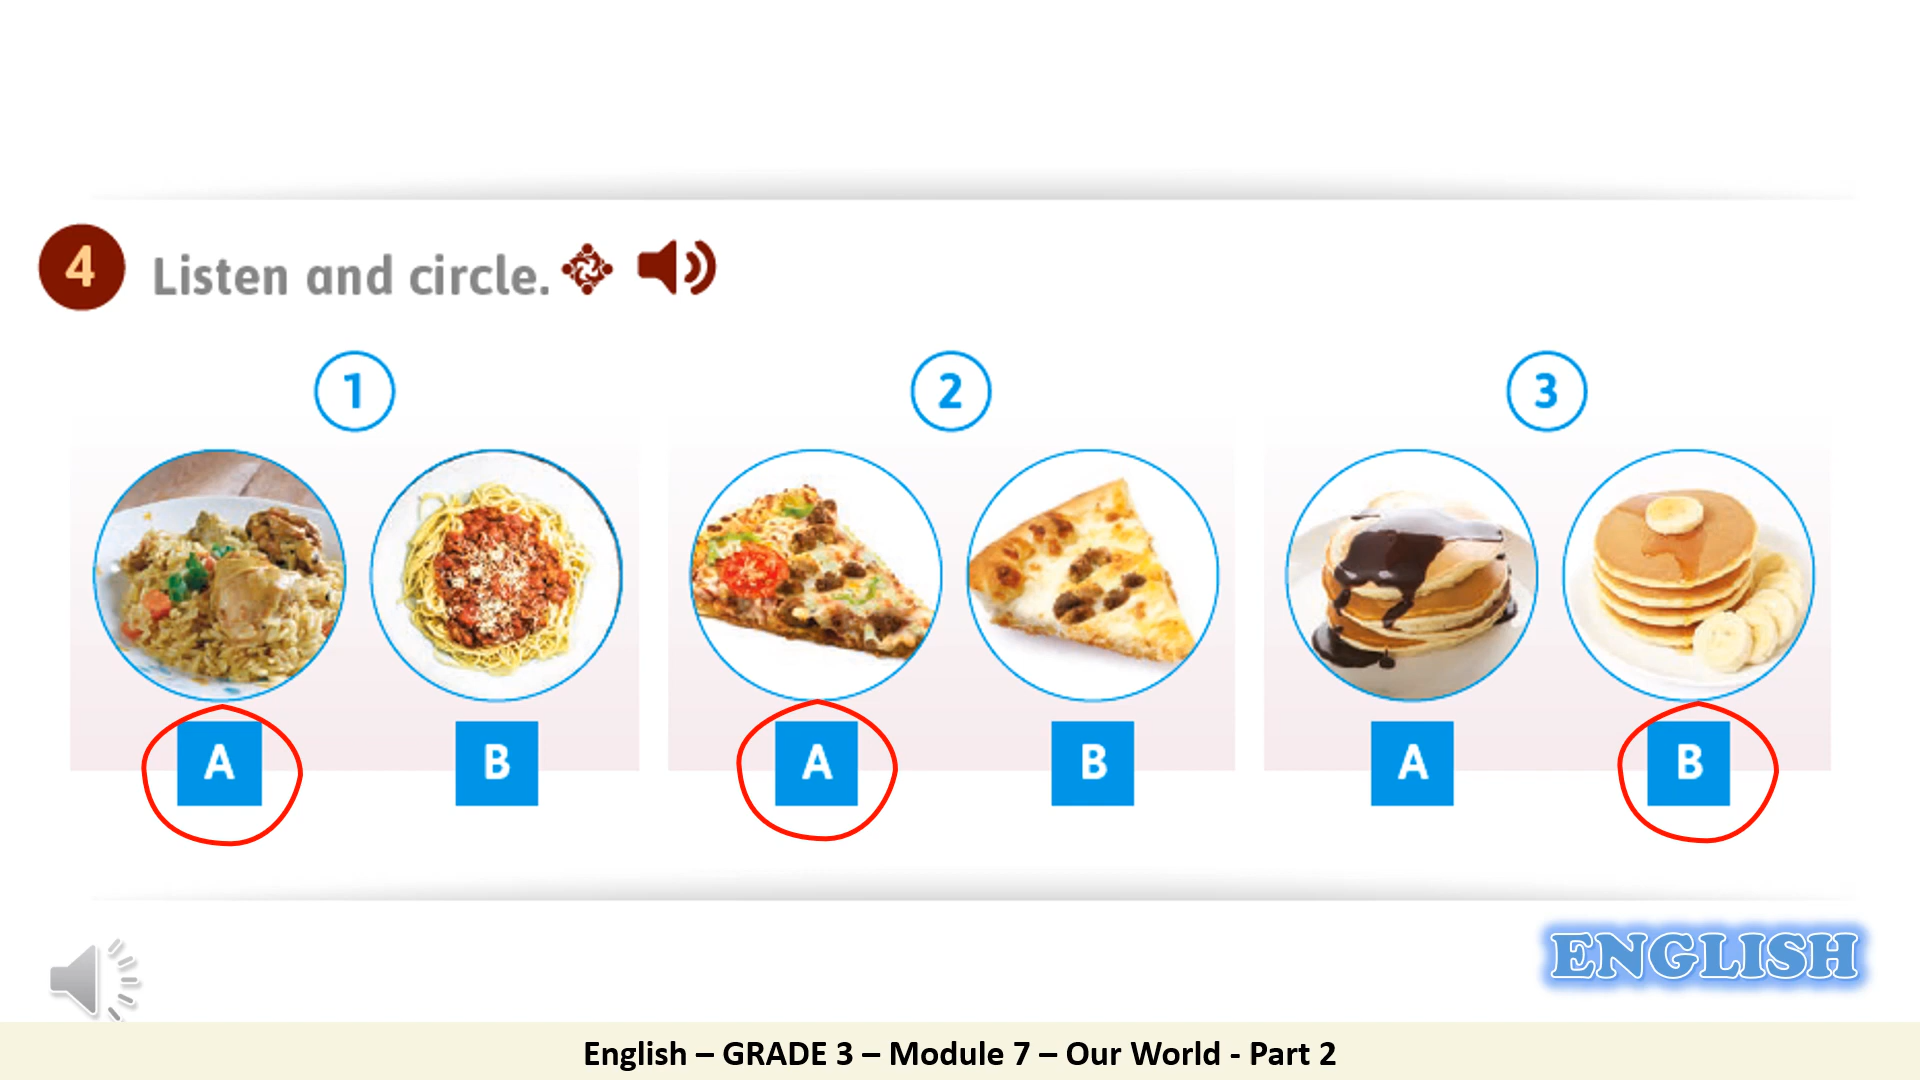 4 Listen and circle.
1 2 3
A B A B A B
ENGLISH
English – GRADE 3 – Module 7 – Our World - Part 2